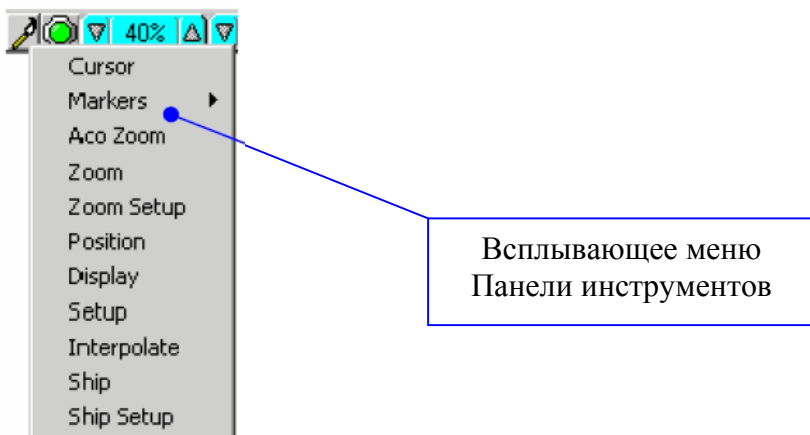 40%
Cursor
Markers
Aco Zoom
Zoom
Zoom Setup
Position
Display
Setup
Interpolate
Ship
Ship Setup
Всплывающее меню
Панели инструментов